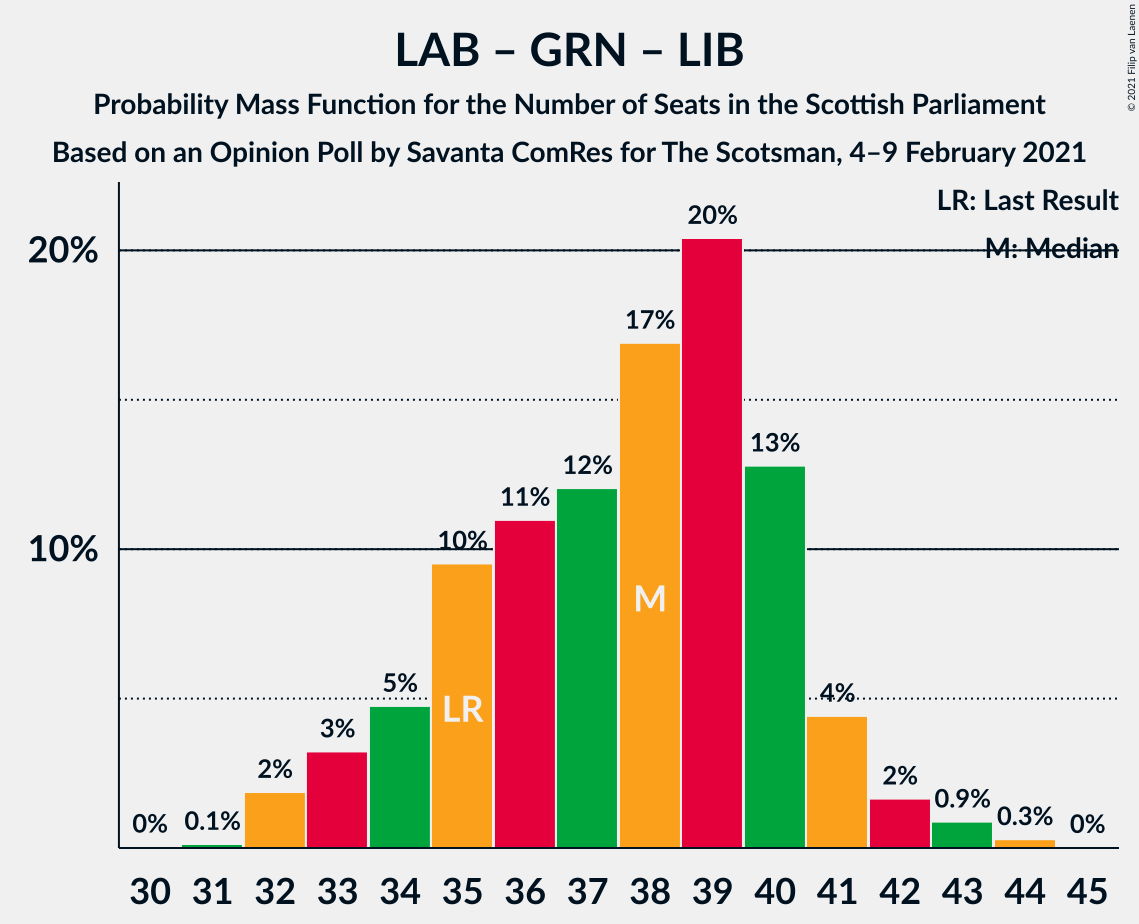 LAB – GRN – LIB
Probability Mass Function for the Number of Seats in the Scottish Parliament
Based on an Opinion Poll by Savanta ComRes for The Scotsman, 4–9 February 2021
© 2021 Filip van Laenen
LR: Last Result
M: Median
20%
10%
0%
0.1%
2%
3%
5%
10%
11%
12%
17%
20%
13%
4%
2%
0.9%
0.3%
0%
LR
M
30 31 32 33 34 35 36 37 38 39 40 41 42 43 44 45